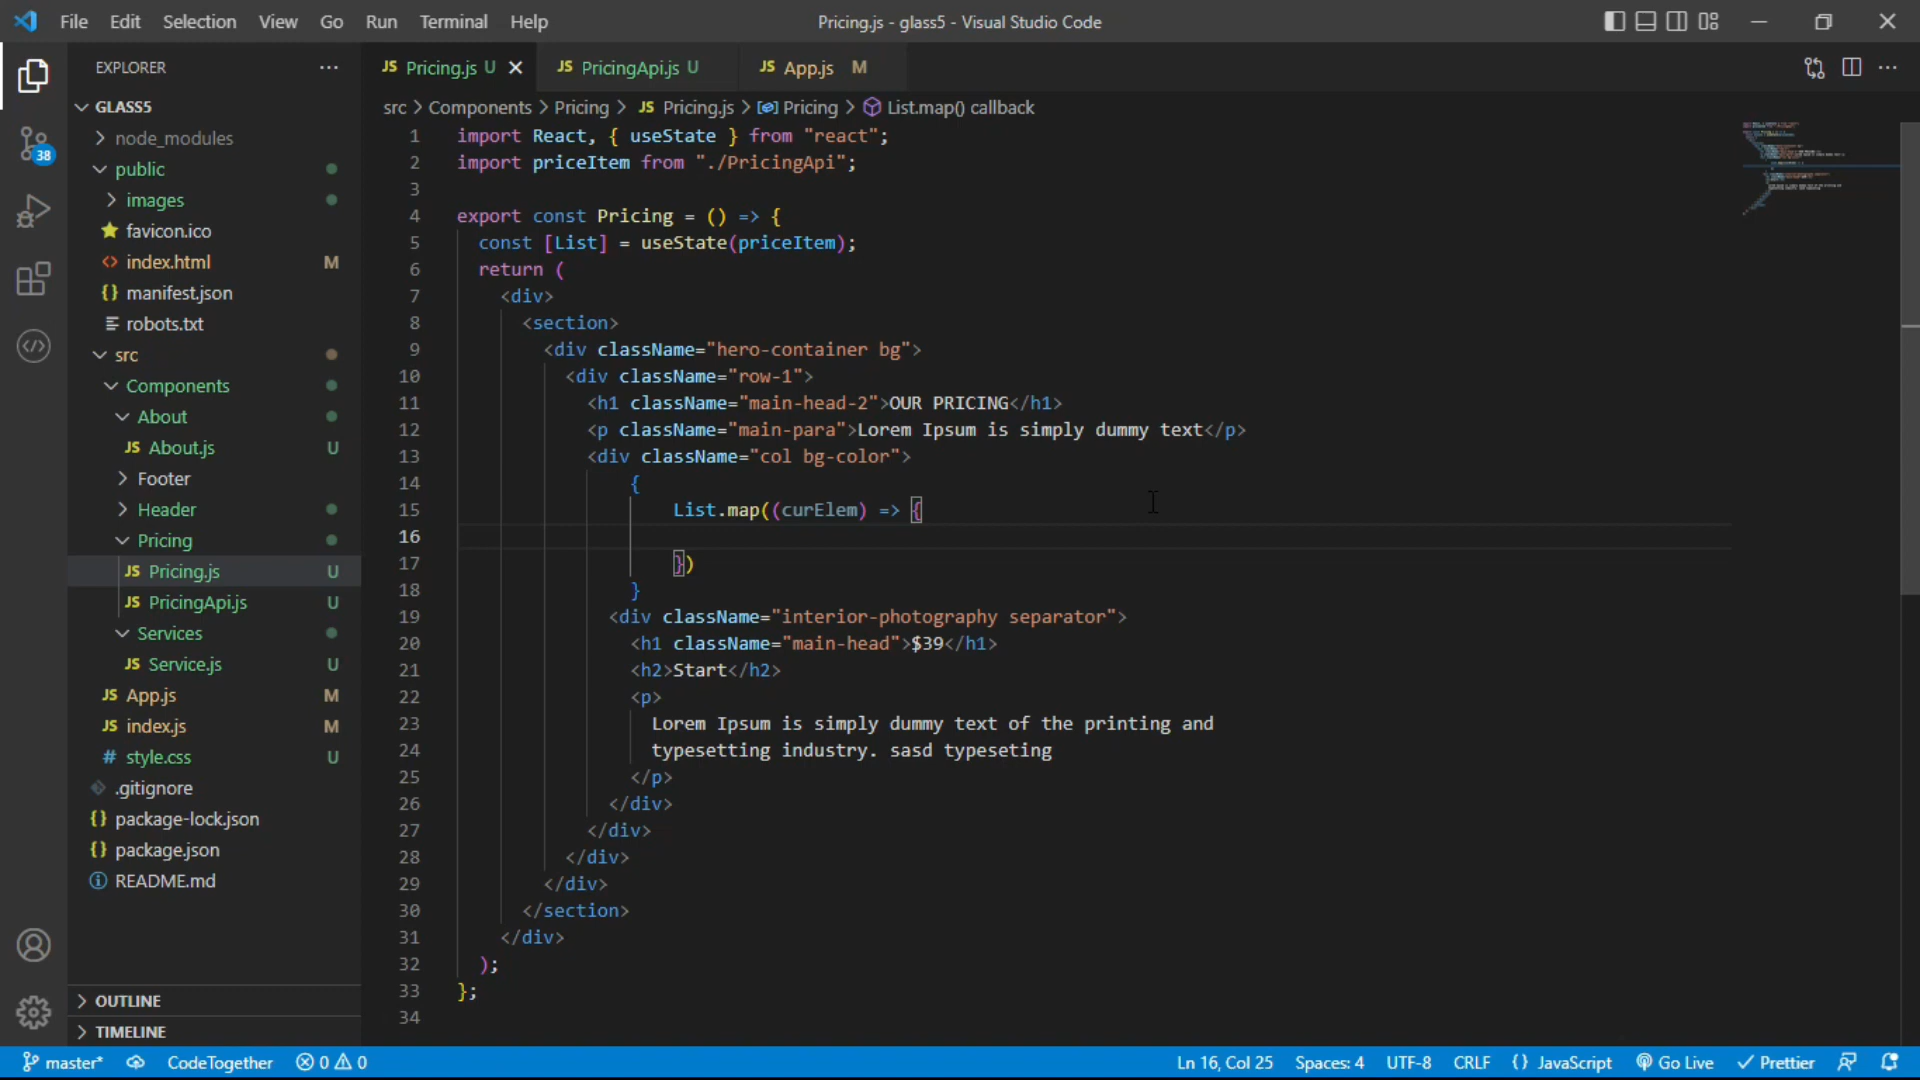 File Edit Selection View Go Run Terminal Help
Pricing.js - glass5 - Visual Studio Code
EXPLORER
GLASS5
node_modules
public
images
favicon.ico
index.html M
manifest.json
robots.txt
src
Components
About
JS About.js U
Footer
Header
Pricing
JS Pricing.js U
JS PricingApi.js U
Services
JS Service.js U
JS App.js M
JS index.js M
# style.css U
.gitignore
{} package-lock.json
{} package.json
README.md
OUTLINE
TIMELINE
38
JS Pricing.js U JS PricingApi.js U JS App.js M
src > Components > Pricing > JS Pricing.js > Pricing > List.map() callback
1 import React, { useState } from "react";
2 import priceItem from "./PricingApi";
3
4 export const Pricing = () => {
5 const [List] = useState(priceItem);
6 return (
7 <div>
8 <section>
9 <div className="hero-container bg">
10 <div className="row-1">
11 <h1 className="main-head-2">OUR PRICING</h1>
12 <p className="main-para">Lorem Ipsum is simply dummy text</p>
13 <div className="col bg-color">
14 {
15 List.map((curElem) => {
16
17 })
18 }
19 <div className="interior-photography separator">
20 <h1 className="main-head">$39</h1>
21 <h2>Start</h2>
22 <p>
23 Lorem Ipsum is simply dummy text of the printing and
24 typesetting industry. sasd typeseting
25 </p>
26 </div>
27 </div>
28 </div>
29 </div>
30 </section>
31 </div>
32 );
33 };
34
master* CodeTogether 0 0 Ln 16, Col 25 Spaces: 4 UTF-8 CRLF {} JavaScript Go Live Prettier